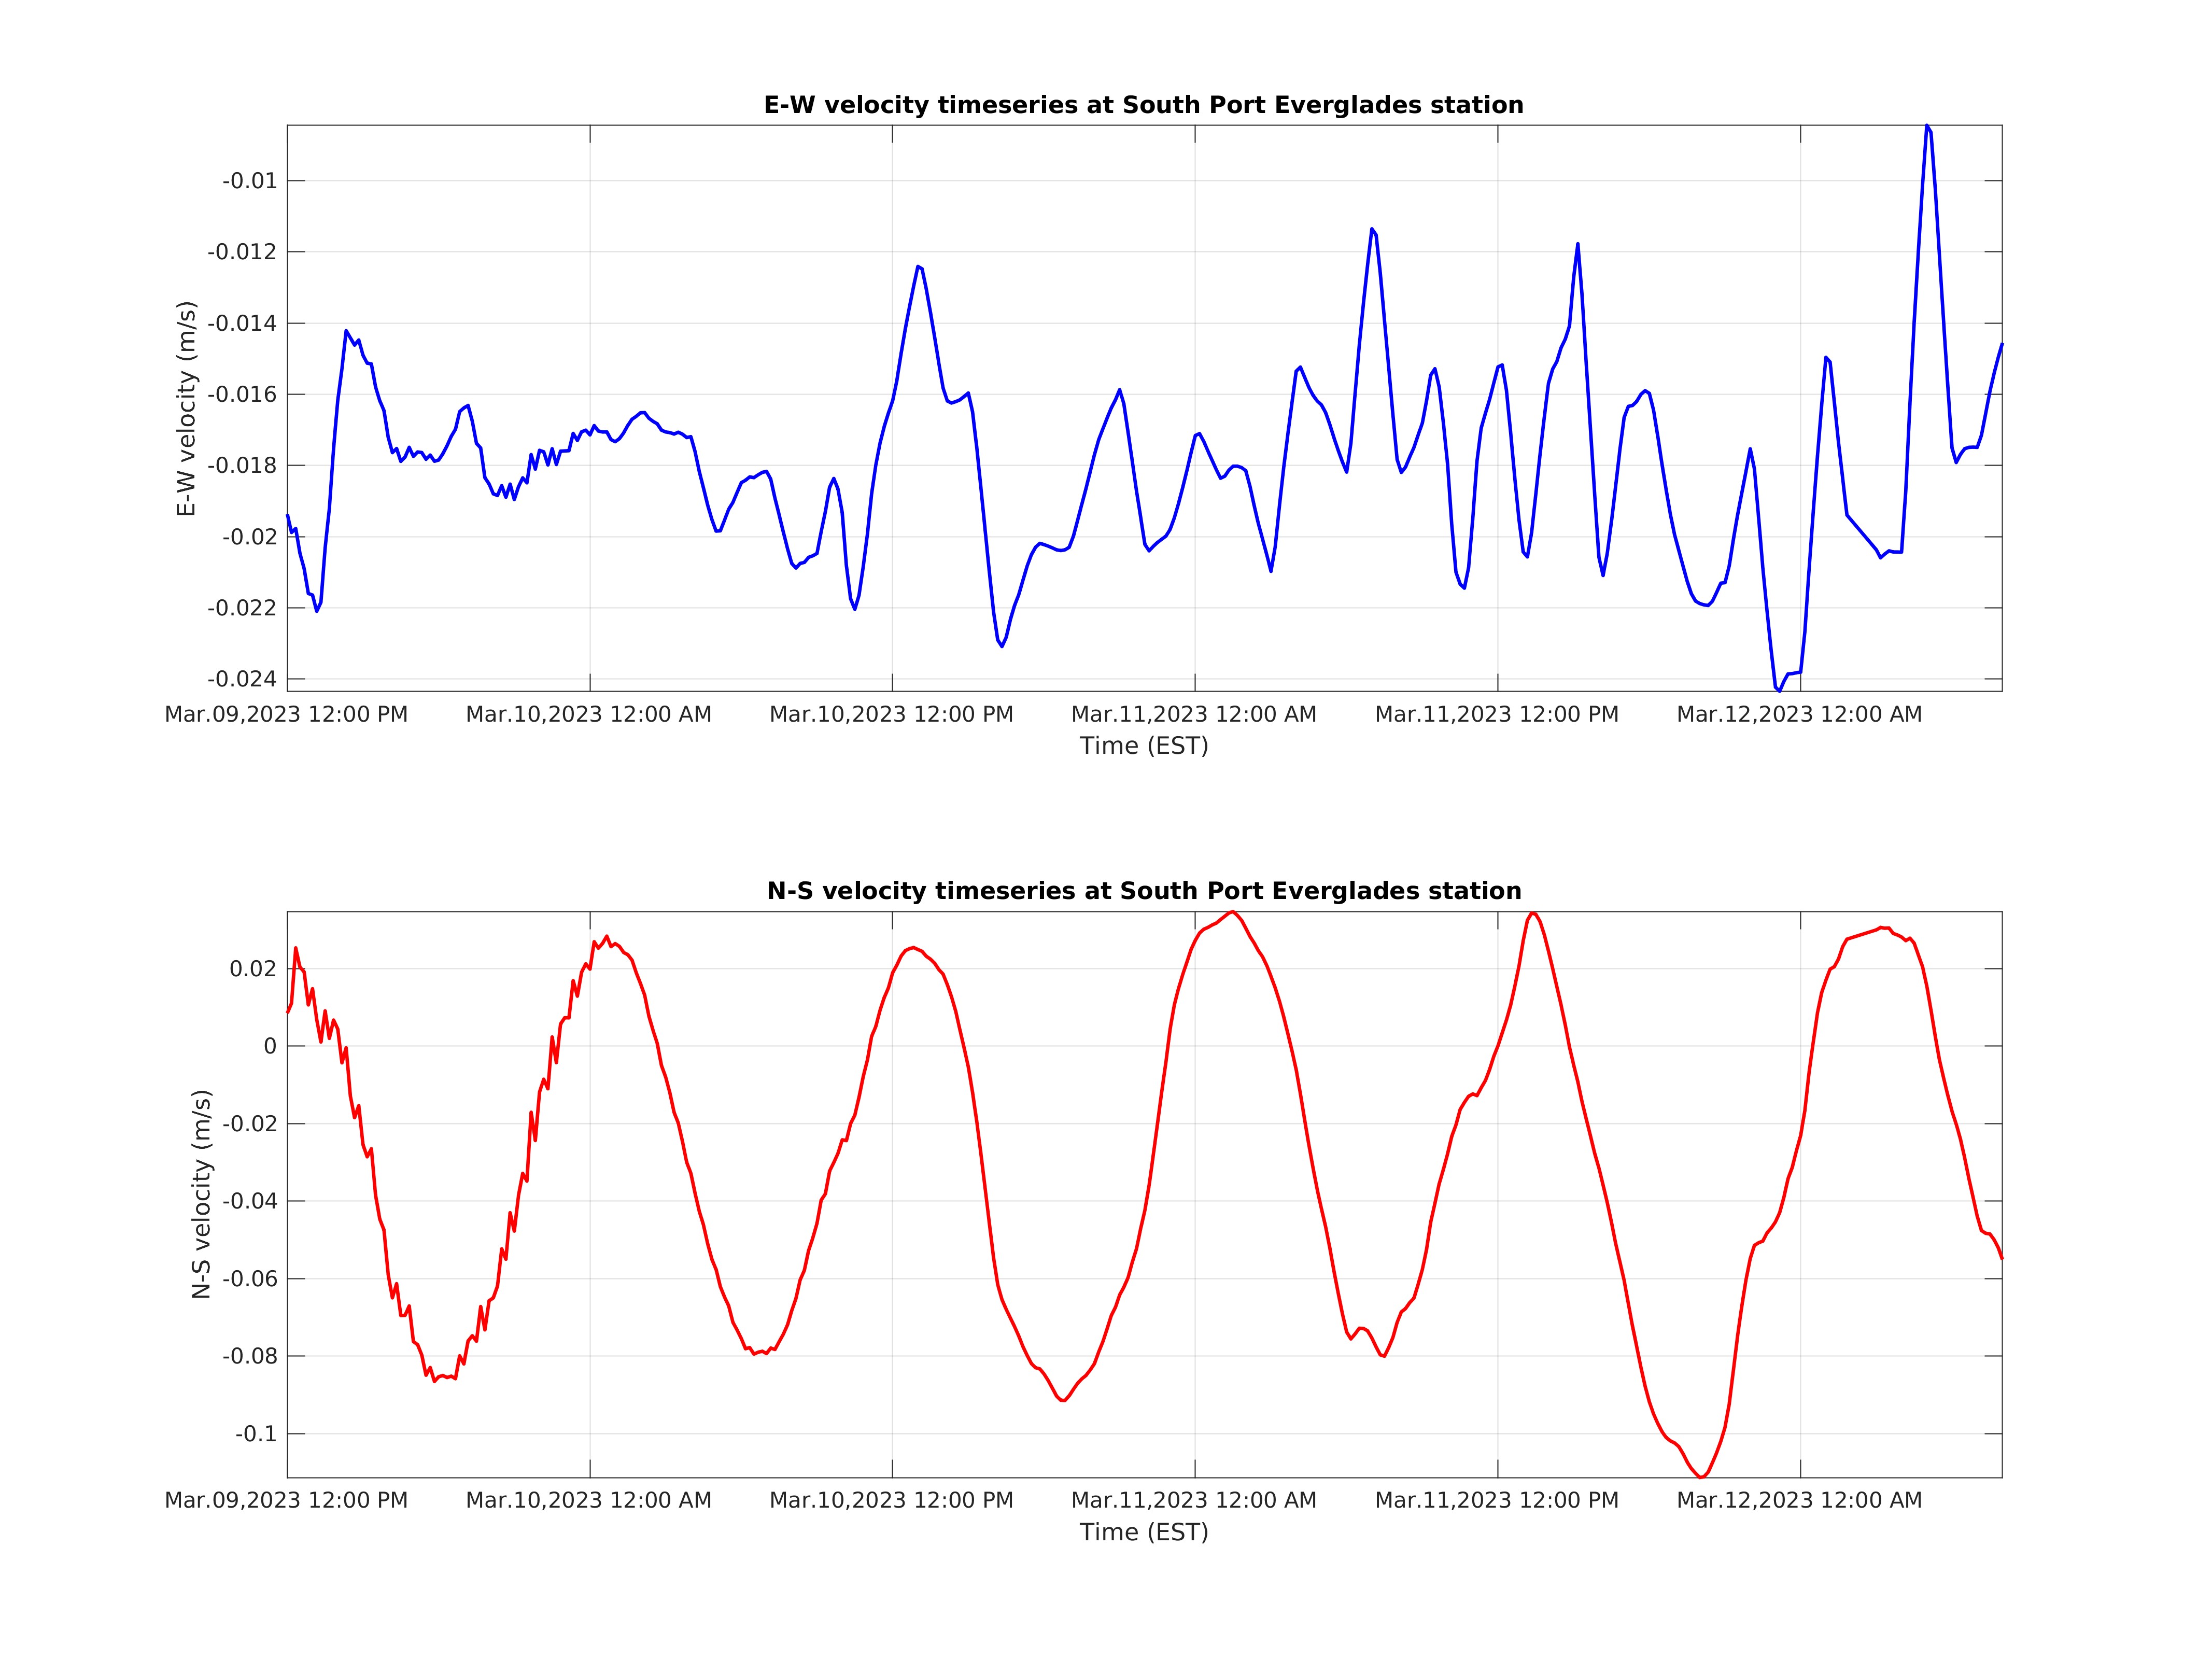 E-W velocity timeseries at South Port Everglades station
E-W velocity (m/s)
-0.01
-0.012
-0.014
-0.016
-0.018
-0.02
-0.022
-0.024
Mar.09,2023 12:00 PM Mar.10,2023 12:00 AM Mar.10,2023 12:00 PM Mar.11,2023 12:00 AM Mar.11,2023 12:00 PM Mar.12,2023 12:00 AM
Time (EST)
N-S velocity timeseries at South Port Everglades station
N-S velocity (m/s)
0.02
0
-0.02
-0.04
-0.06
-0.08
-0.1
Mar.09,2023 12:00 PM Mar.10,2023 12:00 AM Mar.10,2023 12:00 PM Mar.11,2023 12:00 AM Mar.11,2023 12:00 PM Mar.12,2023 12:00 AM
Time (EST)